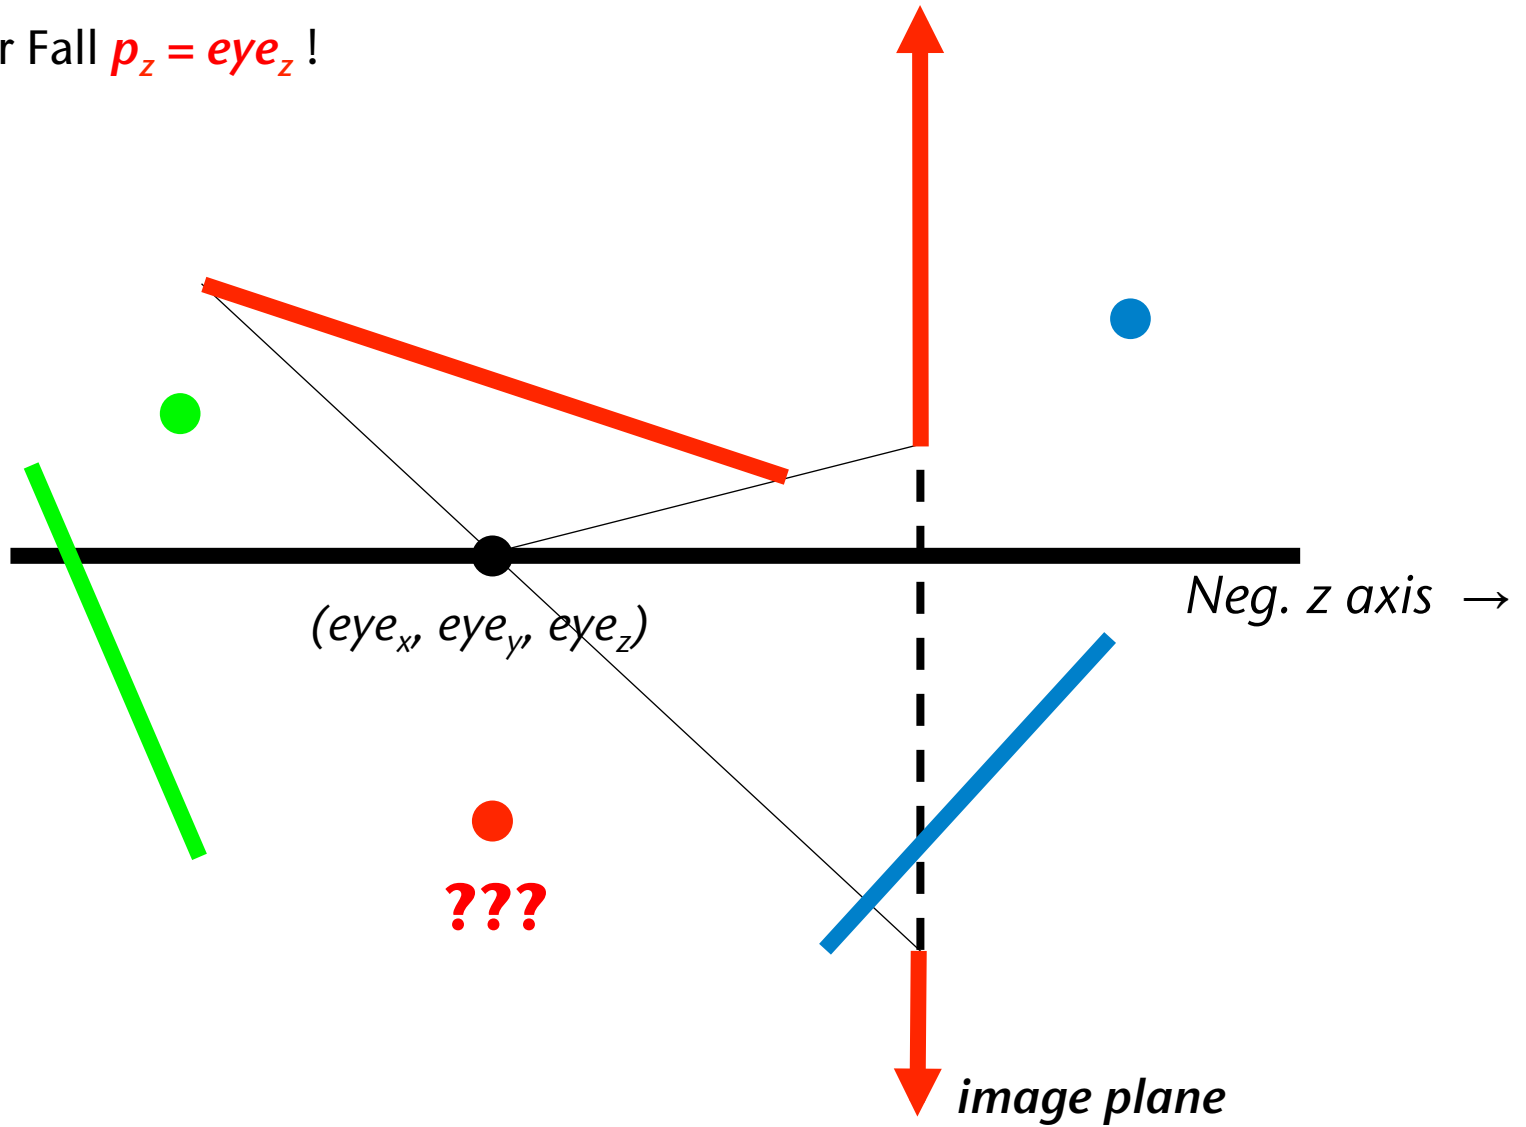 r Fall p_z = eye_z !
Neg. z axis →
(eye_x, eye_y, eye_z)
???
image plane